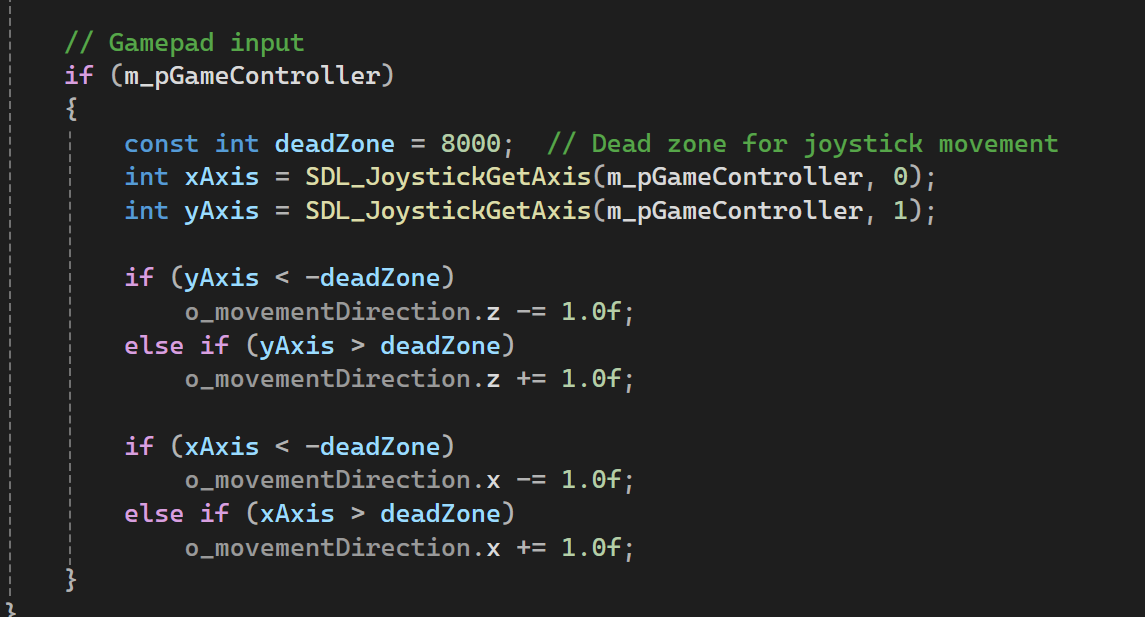 // Gamepad input
if (m_pGameController)
{
const int deadZone = 8000;  // Dead zone for joystick movement
int xAxis = SDL_JoystickGetAxis(m_pGameController, 0);
int yAxis = SDL_JoystickGetAxis(m_pGameController, 1);
if (yAxis < -deadZone)
o_movementDirection.z -= 1.0f;
else if (yAxis > deadZone)
o_movementDirection.z += 1.0f;
if (xAxis < -deadZone)
o_movementDirection.x -= 1.0f;
else if (xAxis > deadZone)
o_movementDirection.x += 1.0f;
}
}